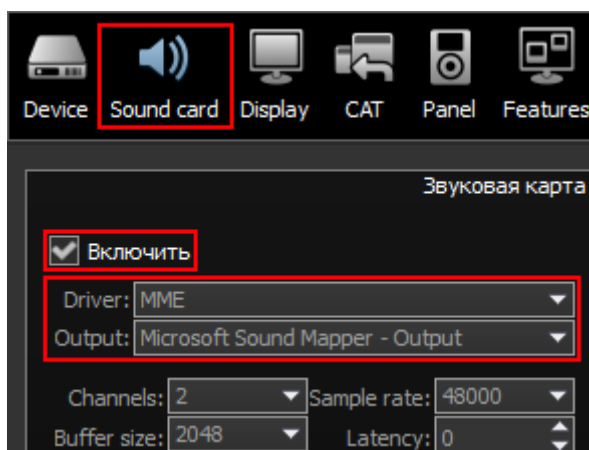 Device Sound card Display CAT Panel Features
Звуковая карта
Включить
Driver: MME
Output: Microsoft Sound Mapper - Output
Channels: 2 Sample rate: 48000
Buffer size: 2048 Latency: 0